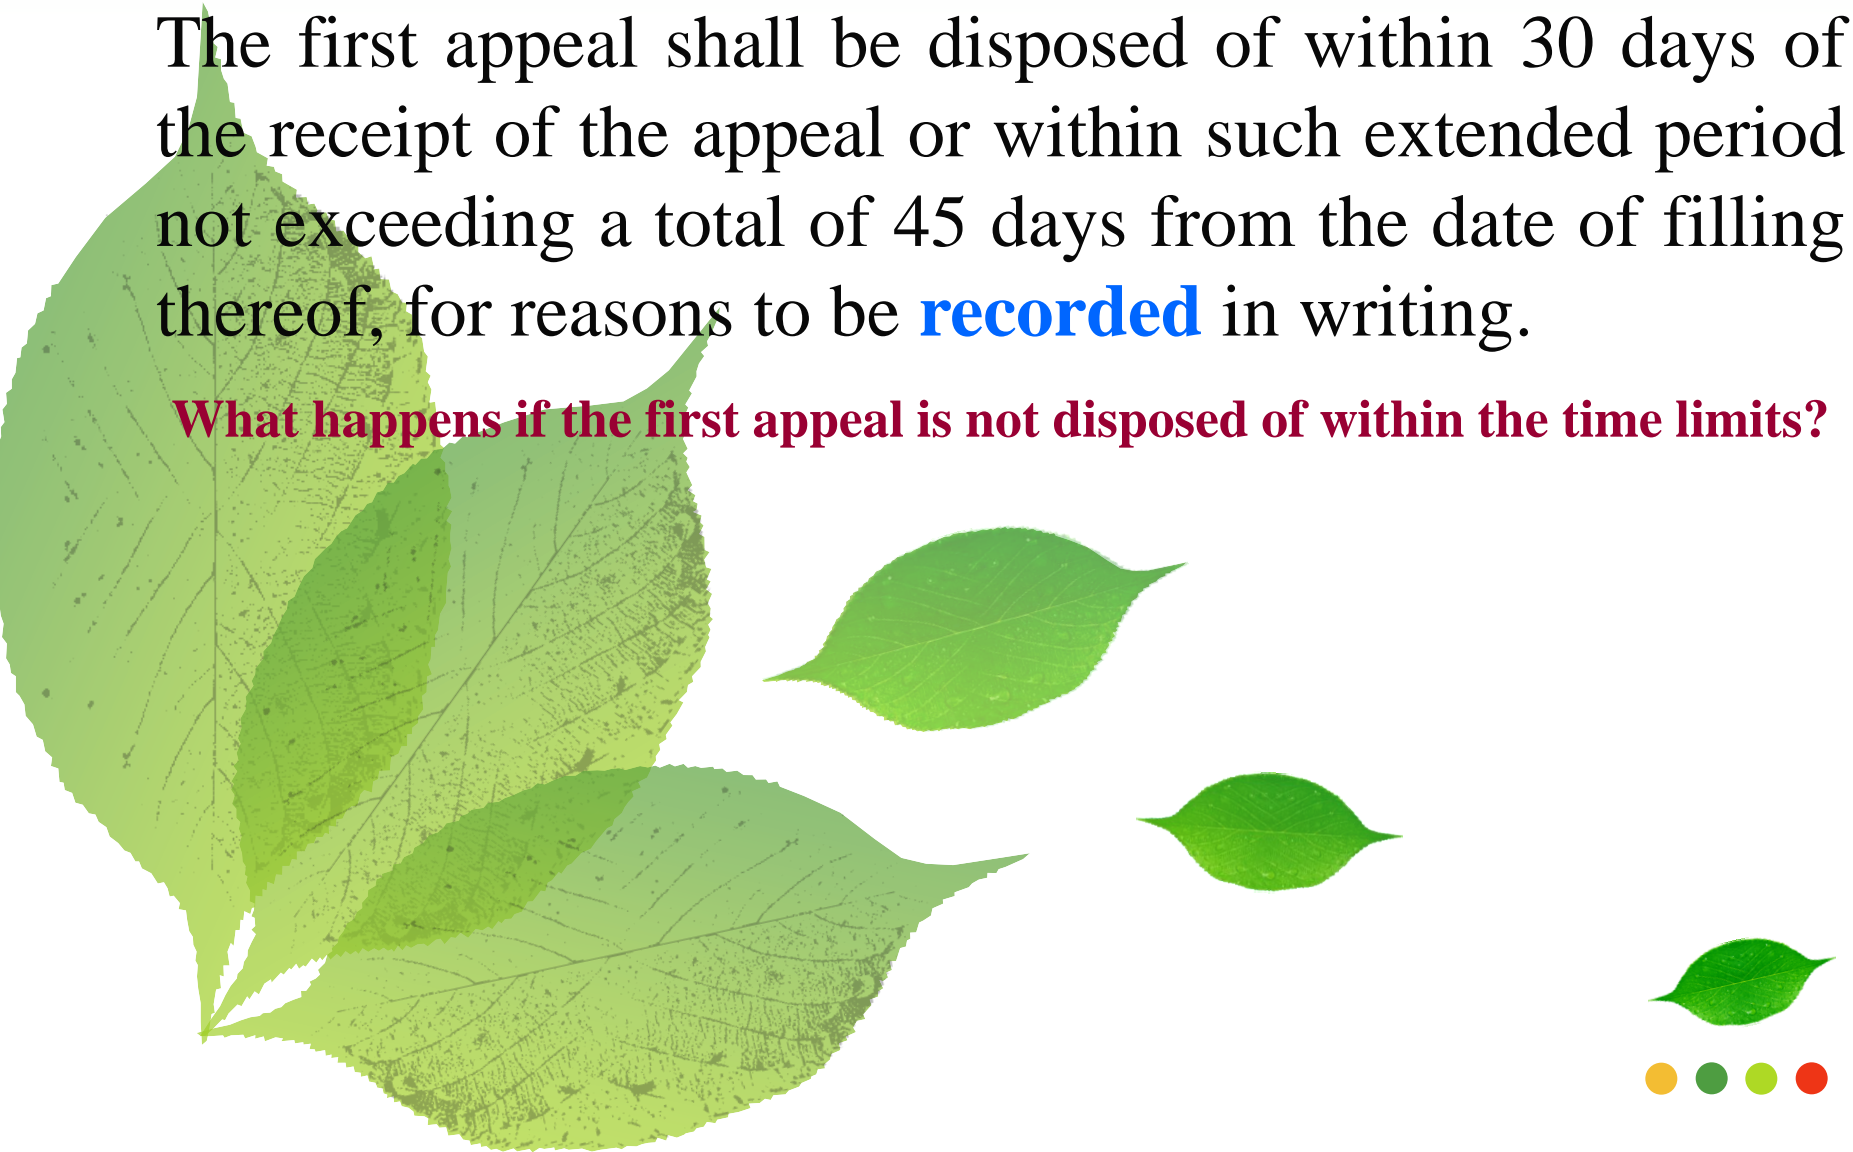 The first appeal shall be disposed of within 30 days of
the receipt of the appeal or within such extended period
not exceeding a total of 45 days from the date of filling
thereof, for reasons to be recorded in writing.
What happens if the first appeal is not disposed of within the time limits?